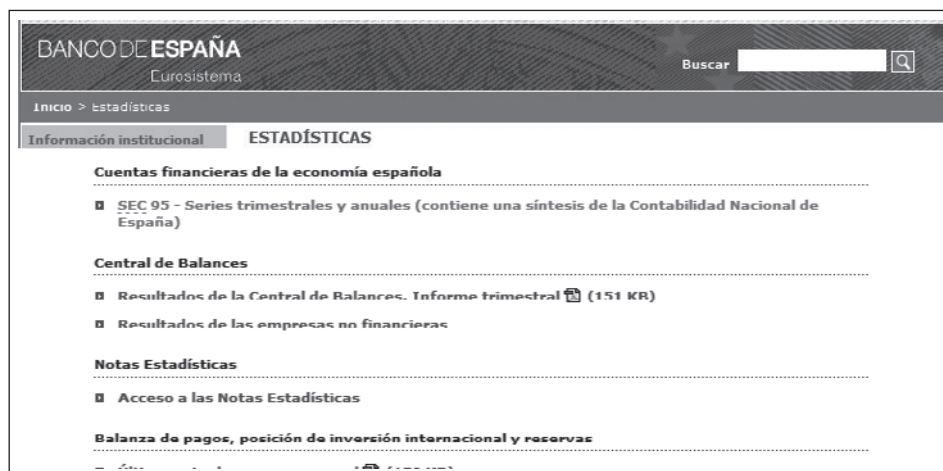 BANCO DE ESPAÑA
Eurosistema
Buscar
Inicio > Estadísticas
Información institucional
ESTADÍSTICAS
Cuentas financieras de la economía española
SEC 95 - Series trimestrales y anuales (contiene una síntesis de la Contabilidad Nacional de
España)
Central de Balances
Resultados de la Central de Balances. Informe trimestral (151 KB)
Resultados de las empresas no financieras
Notas Estadísticas
Acceso a las Notas Estadísticas
Balanza de pagos, posición de inversión internacional y reservas